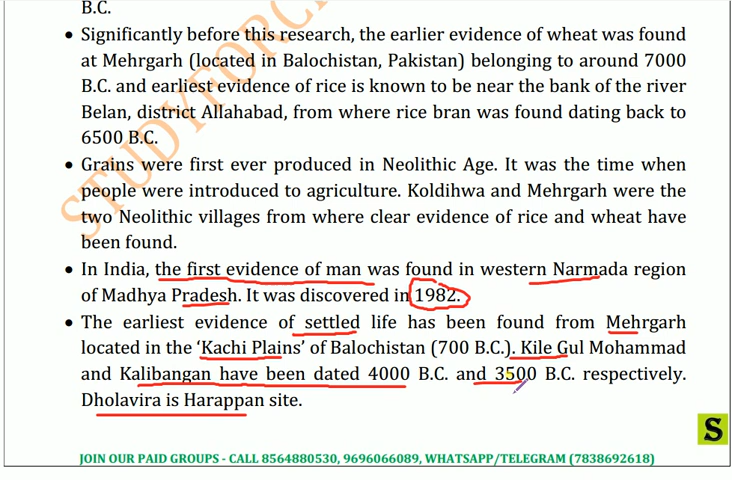 B.C.
• Significantly before this research, the earlier evidence of wheat was found
at Mehrgarh (located in Balochistan, Pakistan) belonging to around 7000
B.C. and earliest evidence of rice is known to be near the bank of the river
Belan, district Allahabad, from where rice bran was found dating back to
6500 B.C.
• Grains were first ever produced in Neolithic Age. It was the time when
people were introduced to agriculture. Koldihwa and Mehrgarh were the
two Neolithic villages from where clear evidence of rice and wheat have
been found.
• In India, the first evidence of man was found in western Narmada region
of Madhya Pradesh. It was discovered in 1982.
• The earliest evidence of settled life has been found from Mehrgarh
located in the ‘Kachi Plains’ of Balochistan (700 B.C.). Kile Gul Mohammad
and Kalibangan have been dated 4000 B.C. and 3500 B.C. respectively.
Dholavira is Harappan site.
S
JOIN OUR PAID GROUPS - CALL 8564880530, 9696066089, WHATSAPP/TELEGRAM (7838692618)